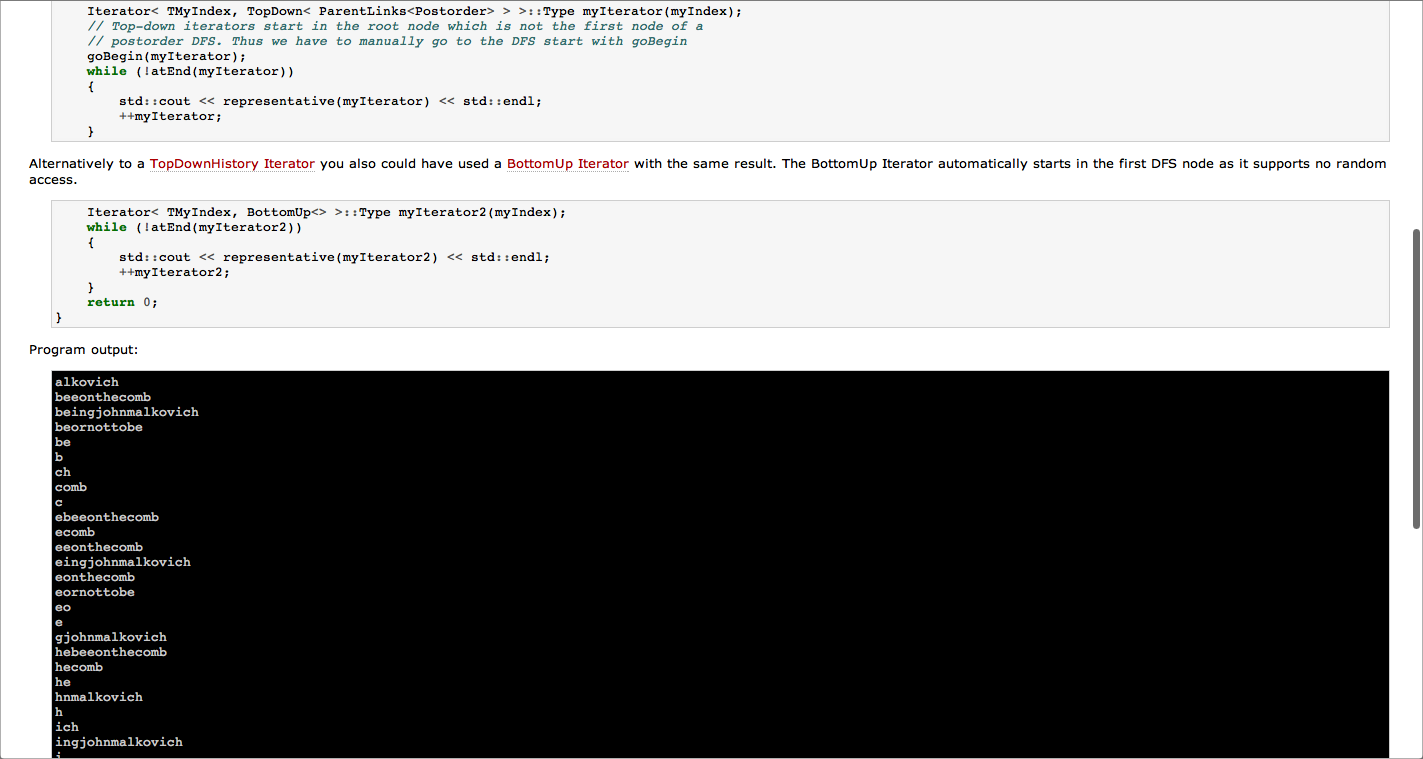 Iterator< TMyIndex, TopDown< ParentLinks<Postorder> > >::Type myIterator(myIndex);
// Top-down iterators start in the root node which is not the first node of a
// postorder DFS. Thus we have to manually go to the DFS start with goBegin
goBegin(myIterator);
while (!atEnd(myIterator))
{
std::cout << representative(myIterator) << std::endl;
++myIterator;
}
Alternatively to a TopDownHistory Iterator you also could have used a BottomUp Iterator with the same result. The BottomUp Iterator automatically starts in the first DFS node as it supports no random
access.
Iterator< TMyIndex, BottomUp<> >::Type myIterator2(myIndex);
while (!atEnd(myIterator2))
{
std::cout << representative(myIterator2) << std::endl;
++myIterator2;
}
return 0;
}
Program output:
alkovich
beeonthecomb
beingjohnmalkovich
beornottobe
be
b
ch
comb
c
ebeeonthecomb
ecomb
eeonthecomb
eingjohnmalkovich
eonthecomb
eornottobe
eo
e
gjohnmalkovich
hebeeonthecomb
hecomb
he
hnmalkovich
h
ich
ingjohnmalkovich